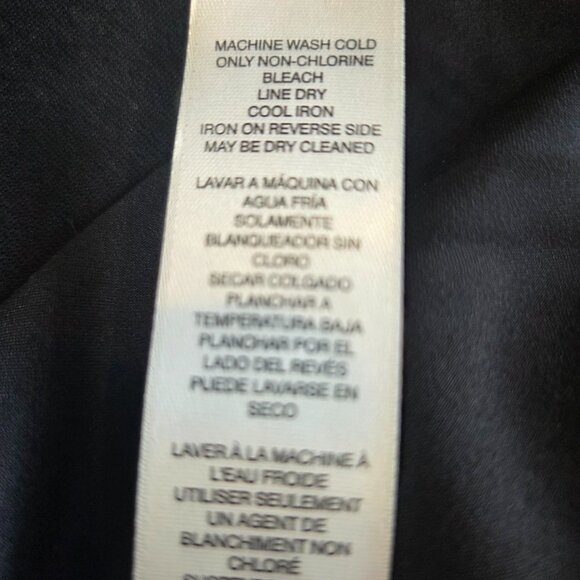 MACHINE WASH COLD
ONLY NON-CHLORINE
BLEACH
LINE DRY
COOL IRON
IRON ON REVERSE SIDE
MAY BE DRY CLEANED
LAVAR A MÁQUINA CON
AGUA FRÍA
SOLAMENTE
BLANQUEADOR SIN
CLORO
SECAR COLGADO
PLANCHAR A
TEMPERATURA BAJA
PLANCHAR POR EL
LADO DEL REVÉS
PUEDE LAVARSE EN
SECO
LAVER À LA MACHINE À
L'EAU FROIDE
UTILISER SEULEMENT
UN AGENT DE
BLANCHIMENT NON
CHLORÉ